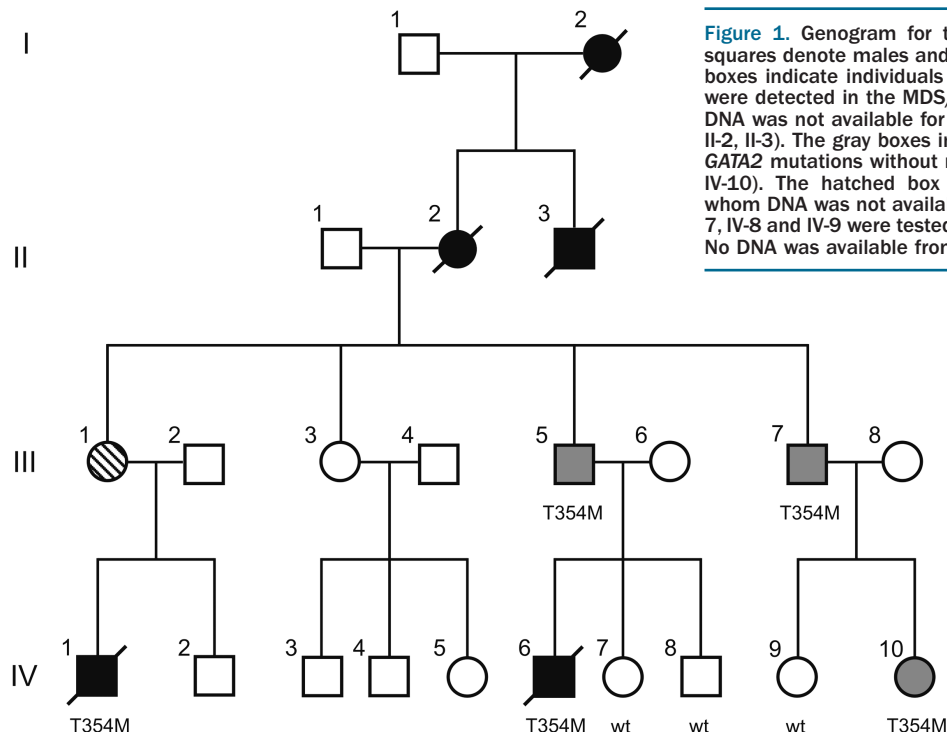 I
1
2
Figure 1. Genogram for t
squares denote males and
boxes indicate individuals
were detected in the MDS
DNA was not available for
II-2, II-3). The gray boxes in
GATA2 mutations without
IV-10). The hatched box
whom DNA was not availa
7, IV-8 and IV-9 were tested
No DNA was available from
II
1
2
3
III
1
2
3
4
5
6
7
8
T354M
T354M
IV
1
2
3
4
5
6
7
8
9
10
T354M
T354M
wt
wt
wt
T354M